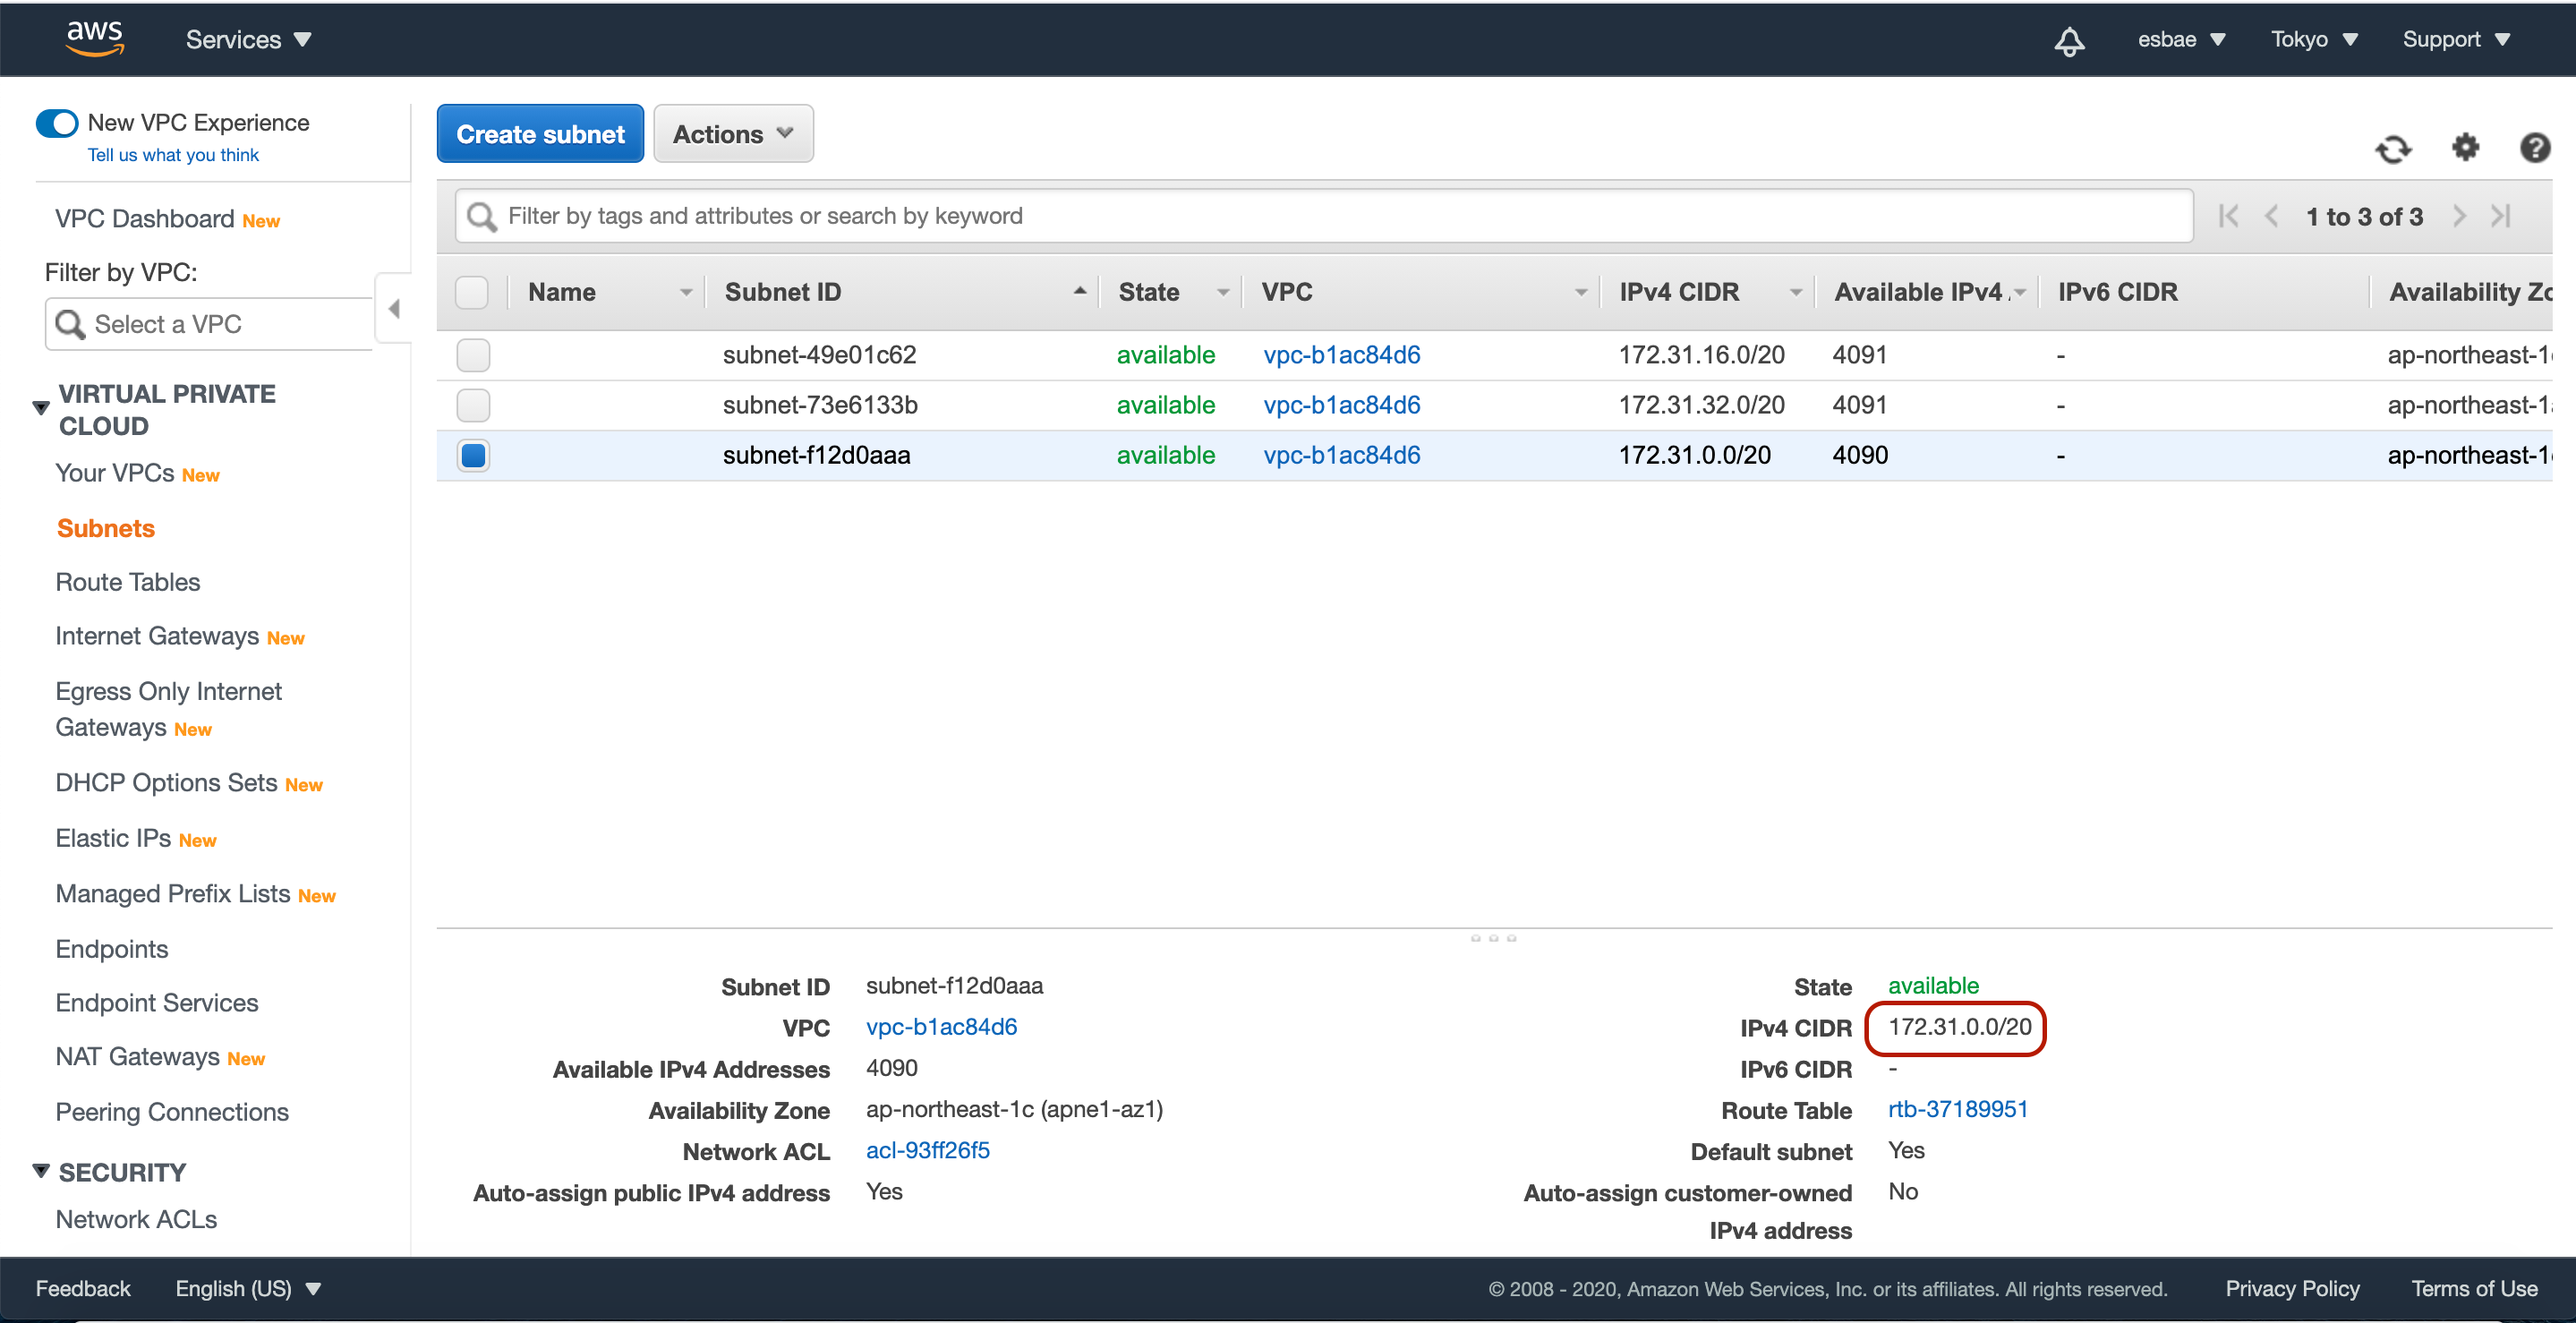 aws Services esbae Tokyo Support
New VPC Experience
Tell us what you think
VPC Dashboard New
Filter by VPC:
Select a VPC
VIRTUAL PRIVATE
CLOUD
Your VPCs New
Subnets
Route Tables
Internet Gateways New
Egress Only Internet
Gateways New
DHCP Options Sets New
Elastic IPs New
Managed Prefix Lists New
Endpoints
Endpoint Services
NAT Gateways New
Peering Connections
SECURITY
Network ACLs
Create subnet Actions
Filter by tags and attributes or search by keyword 1 to 3 of 3
Name Subnet ID State VPC IPv4 CIDR Available IPv4 IPv6 CIDR Availability Zo
subnet-49e01c62 available vpc-b1ac84d6 172.31.16.0/20 4091 - ap-northeast-1
subnet-73e6133b available vpc-b1ac84d6 172.31.32.0/20 4091 - ap-northeast-1
subnet-f12d0aaa available vpc-b1ac84d6 172.31.0.0/20 4090 - ap-northeast-1
Subnet ID subnet-f12d0aaa
VPC vpc-b1ac84d6
Available IPv4 Addresses 4090
Availability Zone ap-northeast-1c (apne1-az1)
Network ACL acl-93ff26f5
Auto-assign public IPv4 address Yes
State available
IPv4 CIDR 172.31.0.0/20
IPv6 CIDR -
Route Table rtb-37189951
Default subnet Yes
Auto-assign customer-owned No
IPv4 address
Feedback English (US) © 2008 - 2020, Amazon Web Services, Inc. or its affiliates. All rights reserved. Privacy Policy Terms of Use